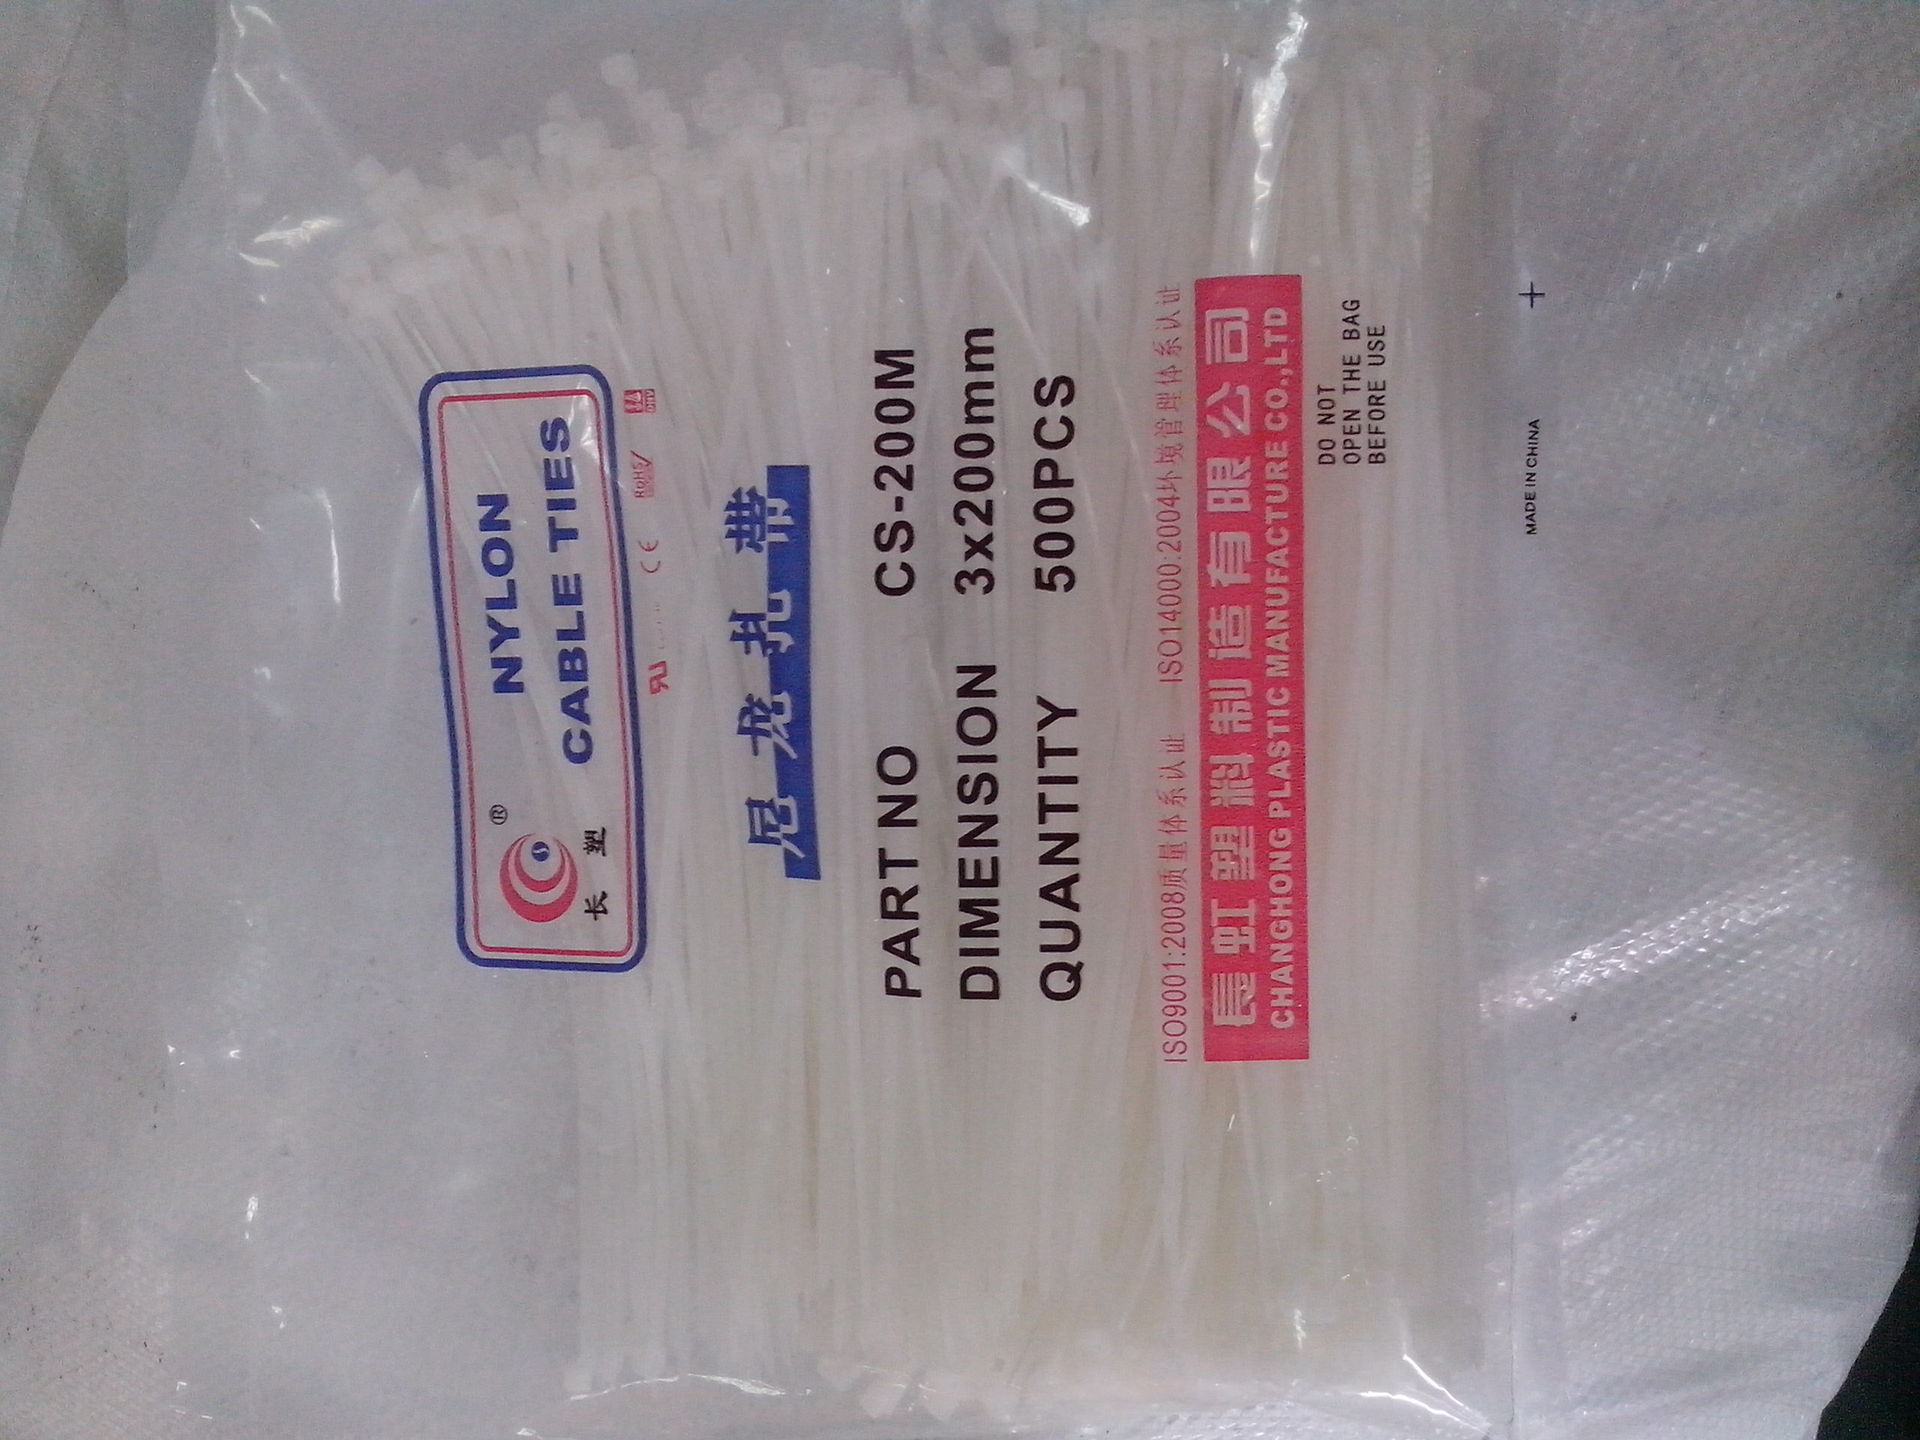 NYLON
CABLE TIES
®
长 塑
CE RoHS
尼龙扎带
PART NO CS-200M
DIMENSION 3x200mm
QUANTITY 500PCS
ISO9001:2008质量体系认证 ISO14000:2004环境管理体系认证
長虹塑料制造有限公司
CHANGHONG PLASTIC MANUFACTURE CO.,LTD
DO NOT
OPEN THE BAG
BEFORE USE
MADE IN CHINA